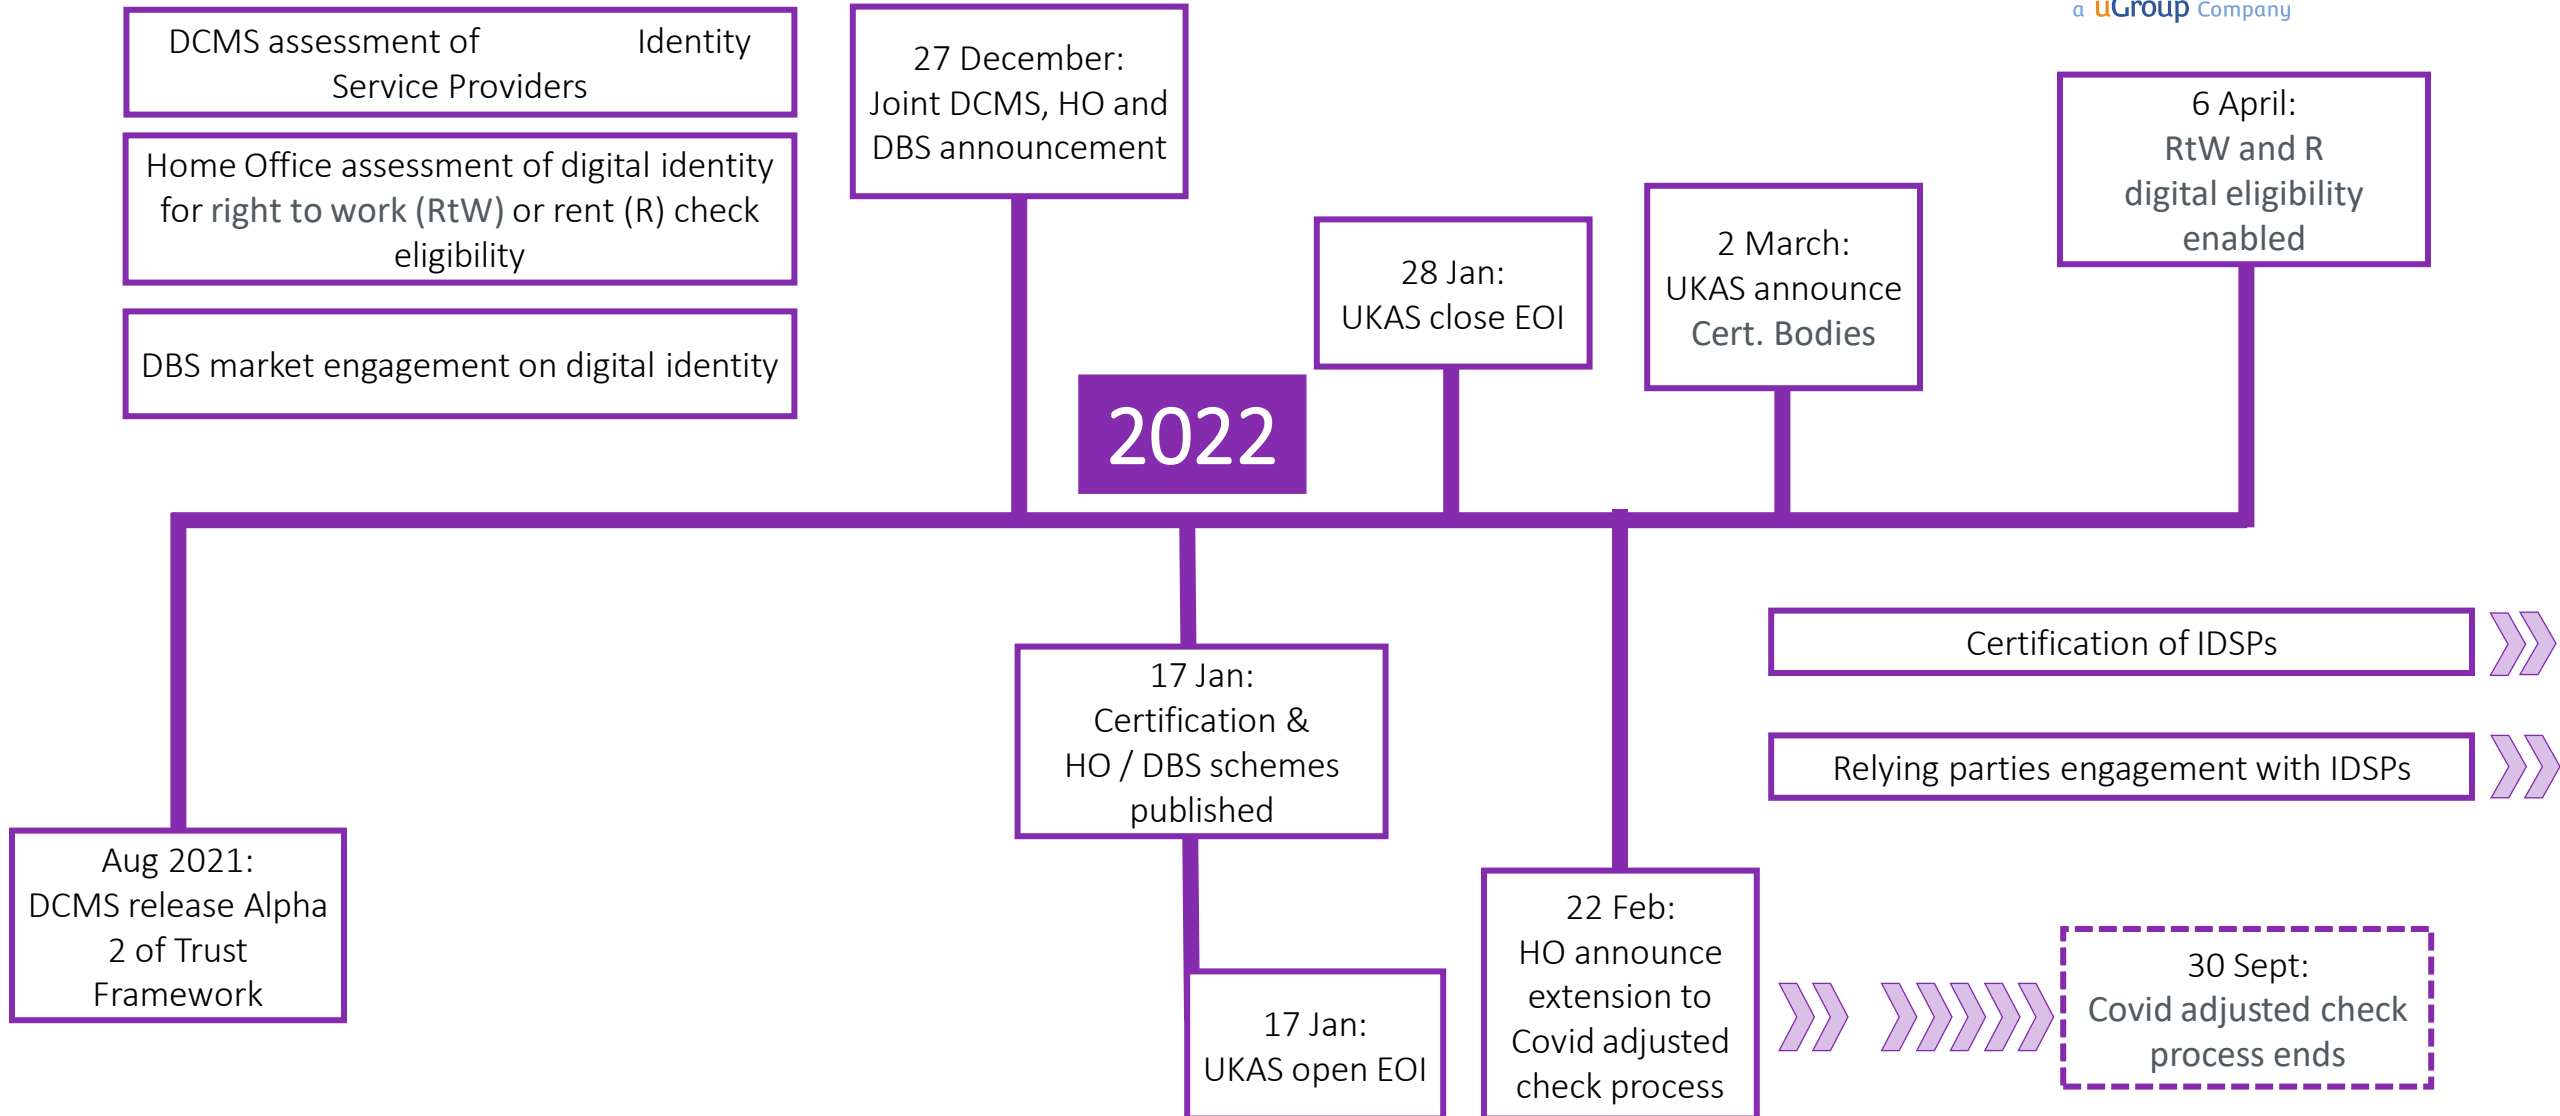 a uGroup Company
DCMS assessment of Identity
Service Providers
Home Office assessment of digital identity
for right to work (RtW) or rent (R) check
eligibility
DBS market engagement on digital identity
27 December:
Joint DCMS, HO and
DBS announcement
2022
28 Jan:
UKAS close EOI
2 March:
UKAS announce
Cert. Bodies
6 April:
RtW and R
digital eligibility
enabled
Aug 2021:
DCMS release Alpha
2 of Trust
Framework
17 Jan:
Certification &
HO / DBS schemes
published
17 Jan:
UKAS open EOI
22 Feb:
HO announce
extension to
Covid adjusted
check process
Certification of IDSPs
Relying parties engagement with IDSPs
30 Sept:
Covid adjusted check
process ends